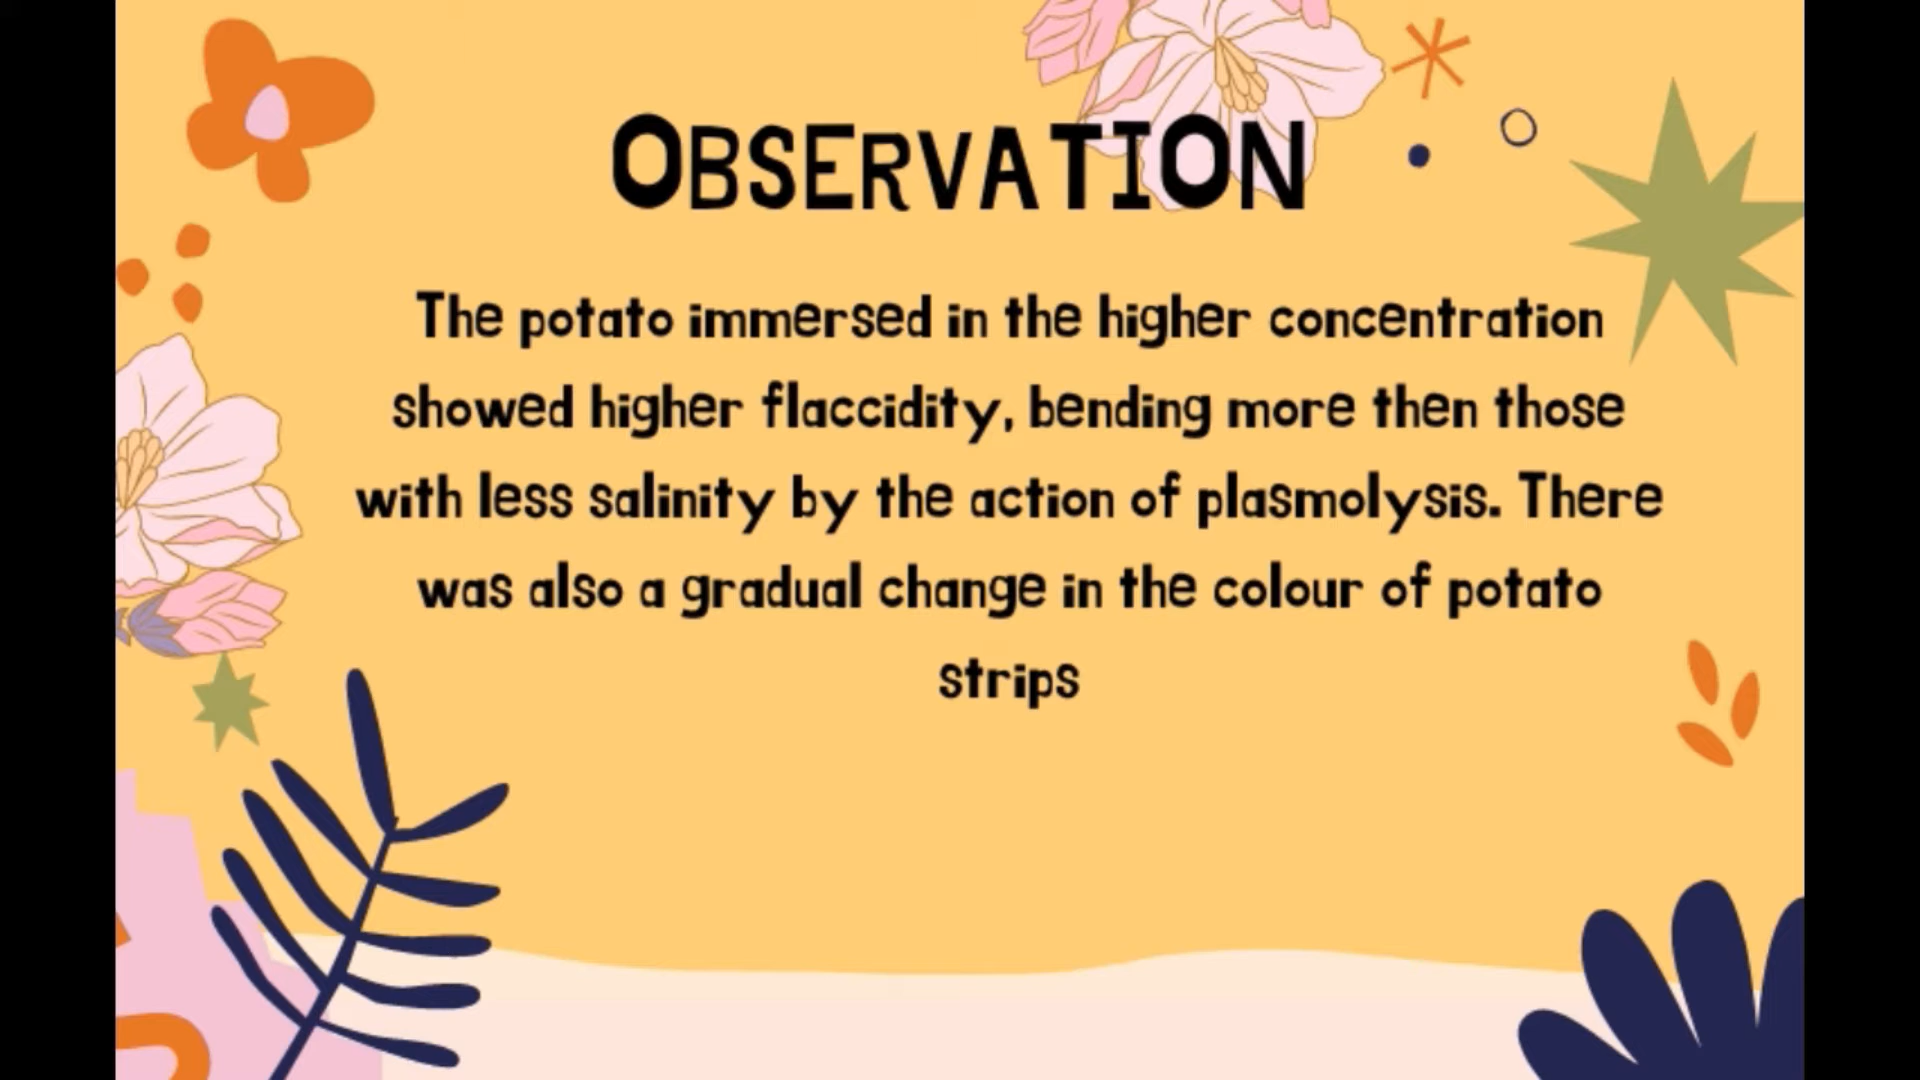 OBSERVATION
The potato immersed in the higher concentration
showed higher flaccidity, bending more then those
with less salinity by the action of plasmolysis. There
was also a gradual change in the colour of potato
strips